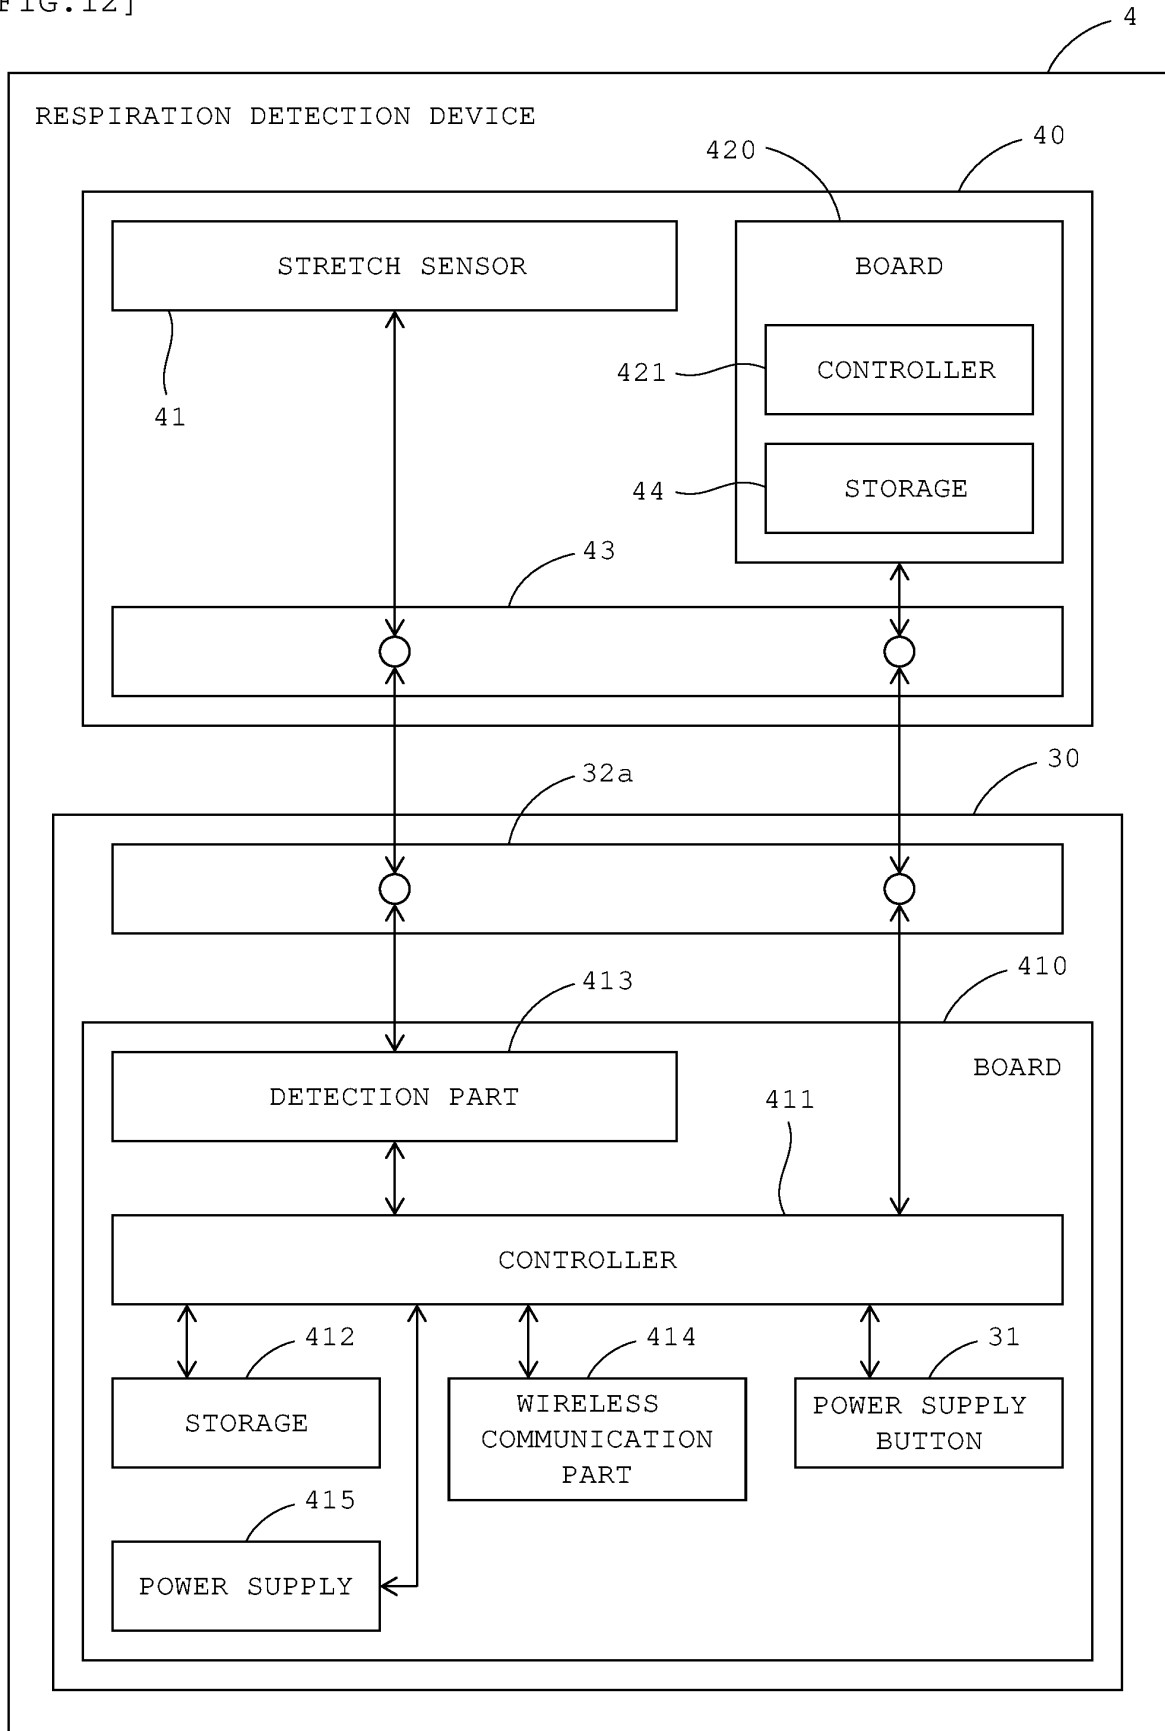 FIG.12]
4
RESPIRATION DETECTION DEVICE
420
40
STRETCH SENSOR
BOARD
421
CONTROLLER
41
44
STORAGE
43
32a
30
413
410
BOARD
DETECTION PART
411
CONTROLLER
412
414
31
STORAGE
WIRELESS
COMMUNICATION
PART
POWER SUPPLY
BUTTON
415
POWER SUPPLY